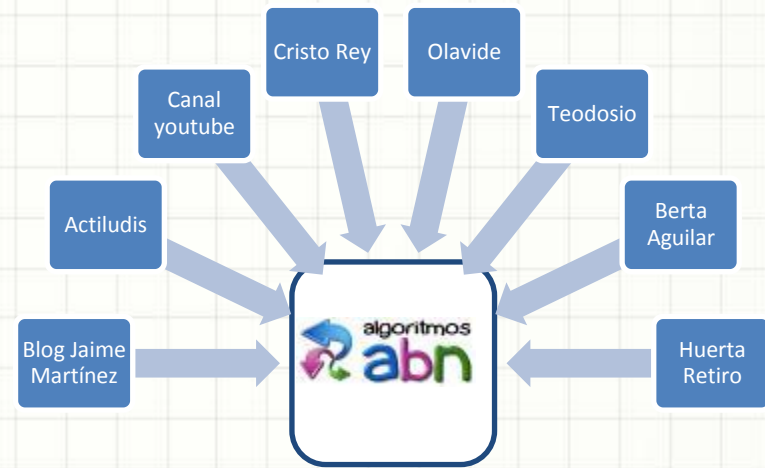 Cristo Rey
Olavide
Canal
youtube
Teodosio
Actiludis
Berta
Aguilar
Blog Jaime
Martínez
algoritmos
abn
Huerta
Retiro